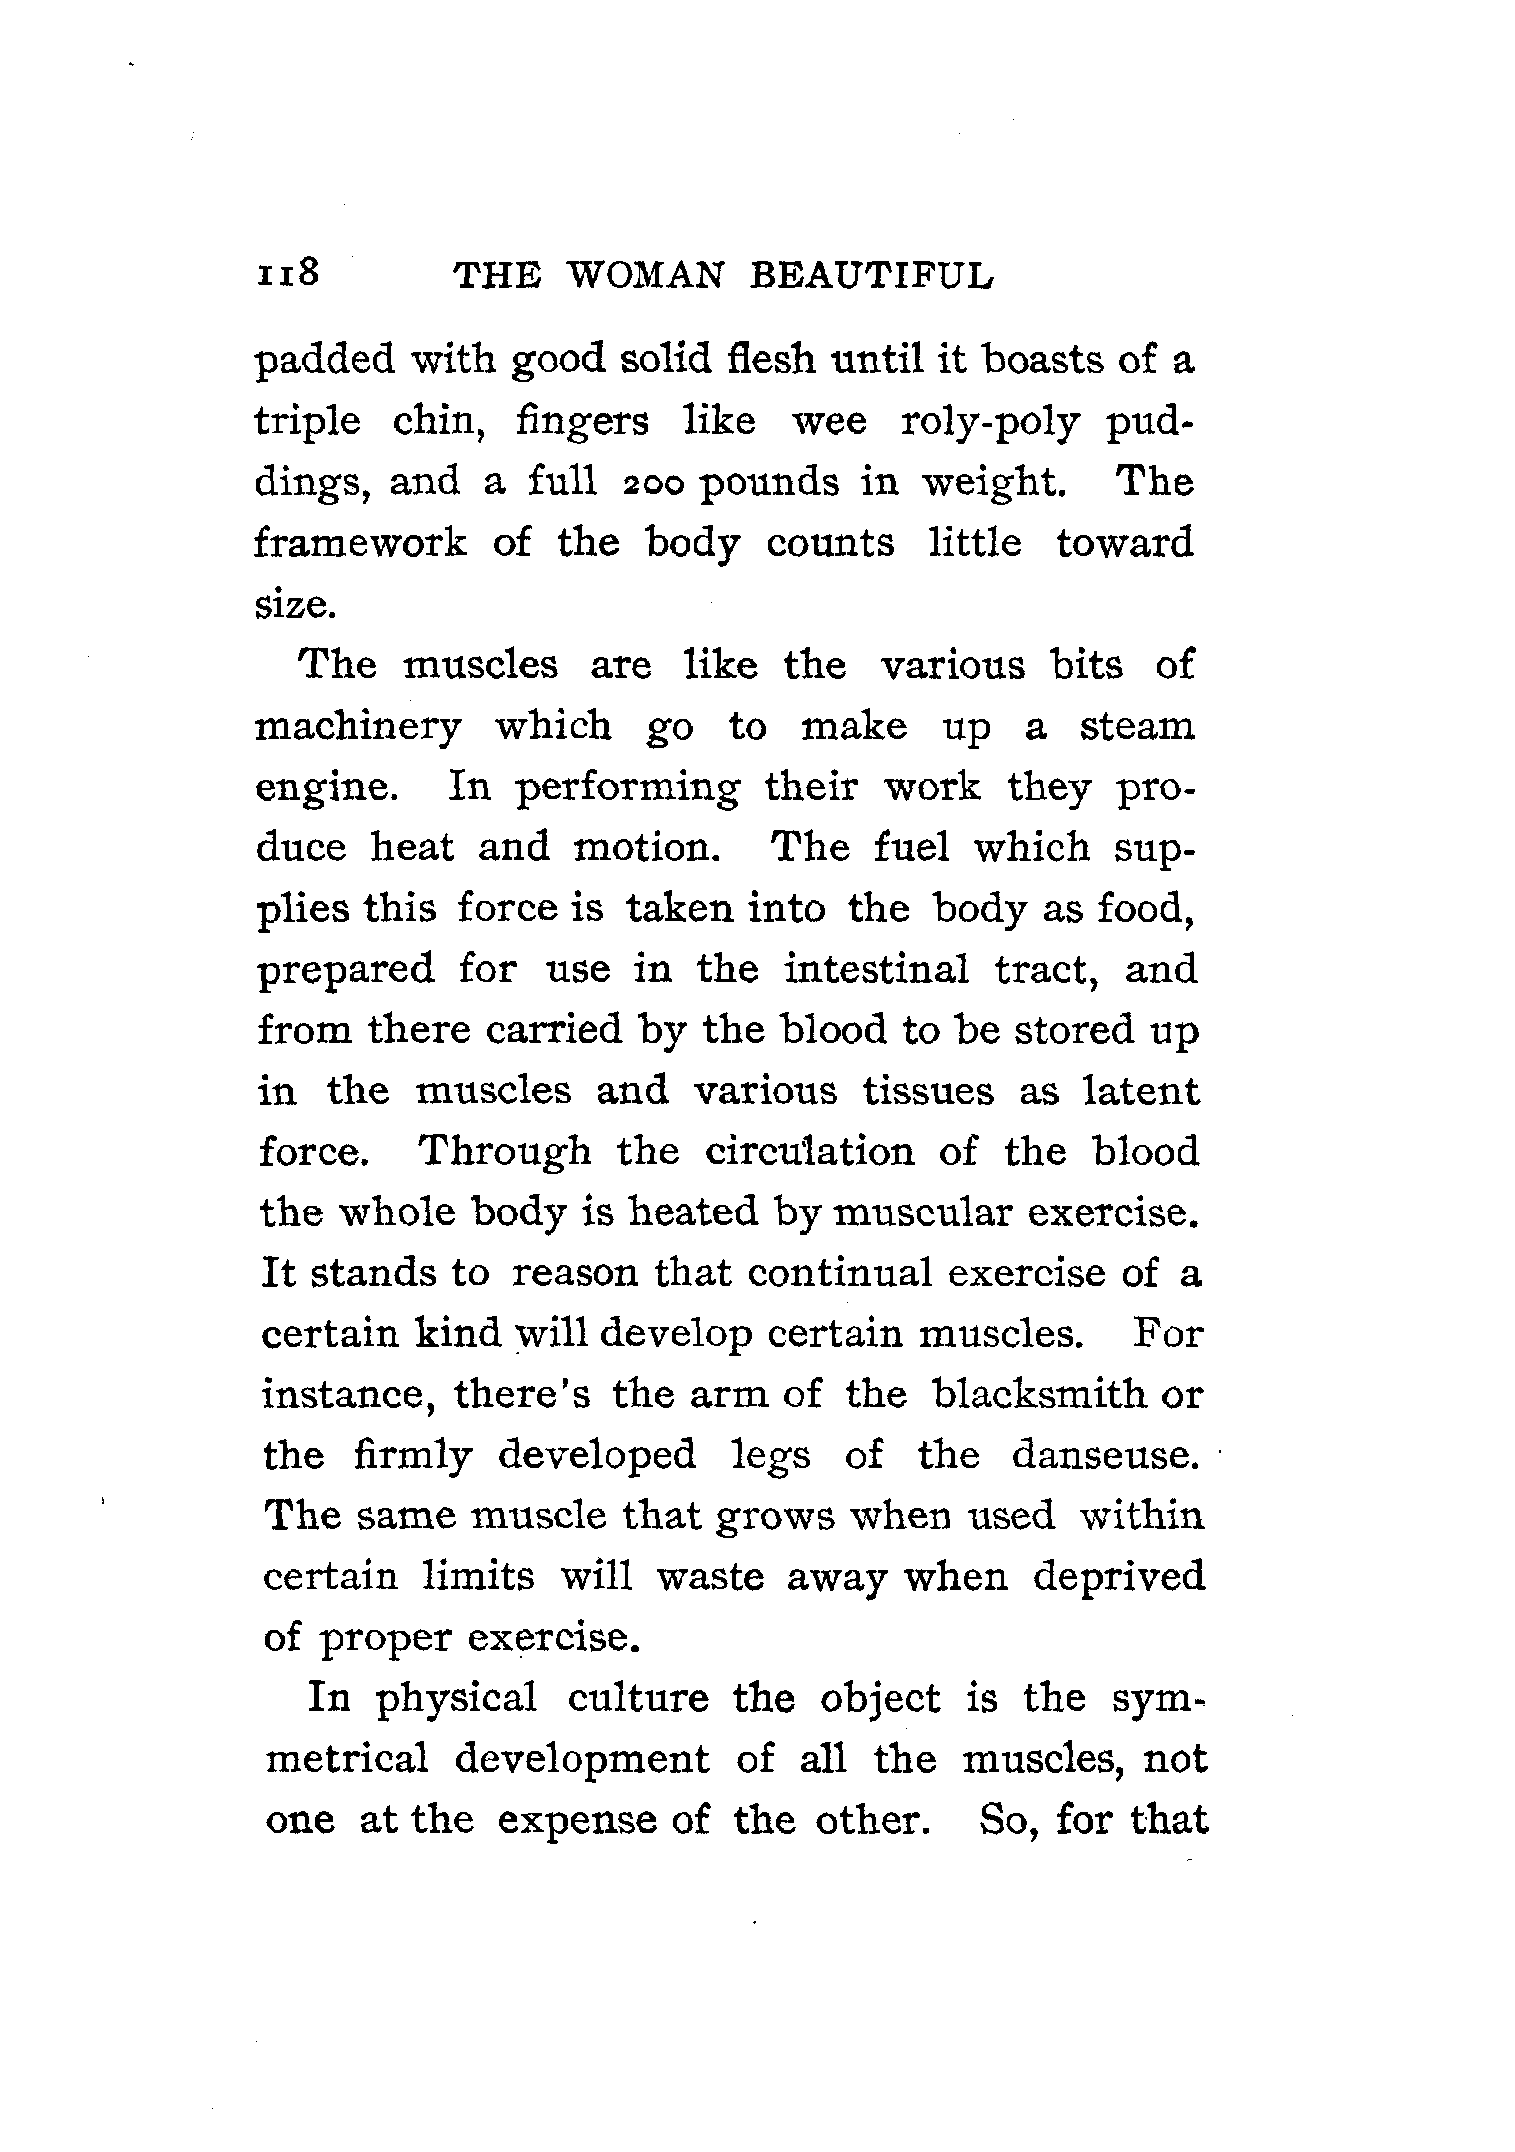 118 THE WOMAN BEAUTIFUL
padded with good solid flesh until it boasts of a
triple chin, fingers like wee roly-poly pud-
dings, and a full 200 pounds in weight. The
framework of the body counts little toward
size.
The muscles are like the various bits of
machinery which go to make up a steam
engine. In performing their work they pro-
duce heat and motion. The fuel which sup-
plies this force is taken into the body as food,
prepared for use in the intestinal tract, and
from there carried by the blood to be stored up
in the muscles and various tissues as latent
force. Through the circulation of the blood
the whole body is heated by muscular exercise.
It stands to reason that continual exercise of a
certain kind will develop certain muscles. For
instance, there's the arm of the blacksmith or
the firmly developed legs of the danseuse.
The same muscle that grows when used within
certain limits will waste away when deprived
of proper exercise.
In physical culture the object is the sym-
metrical development of all the muscles, not
one at the expense of the other. So, for that